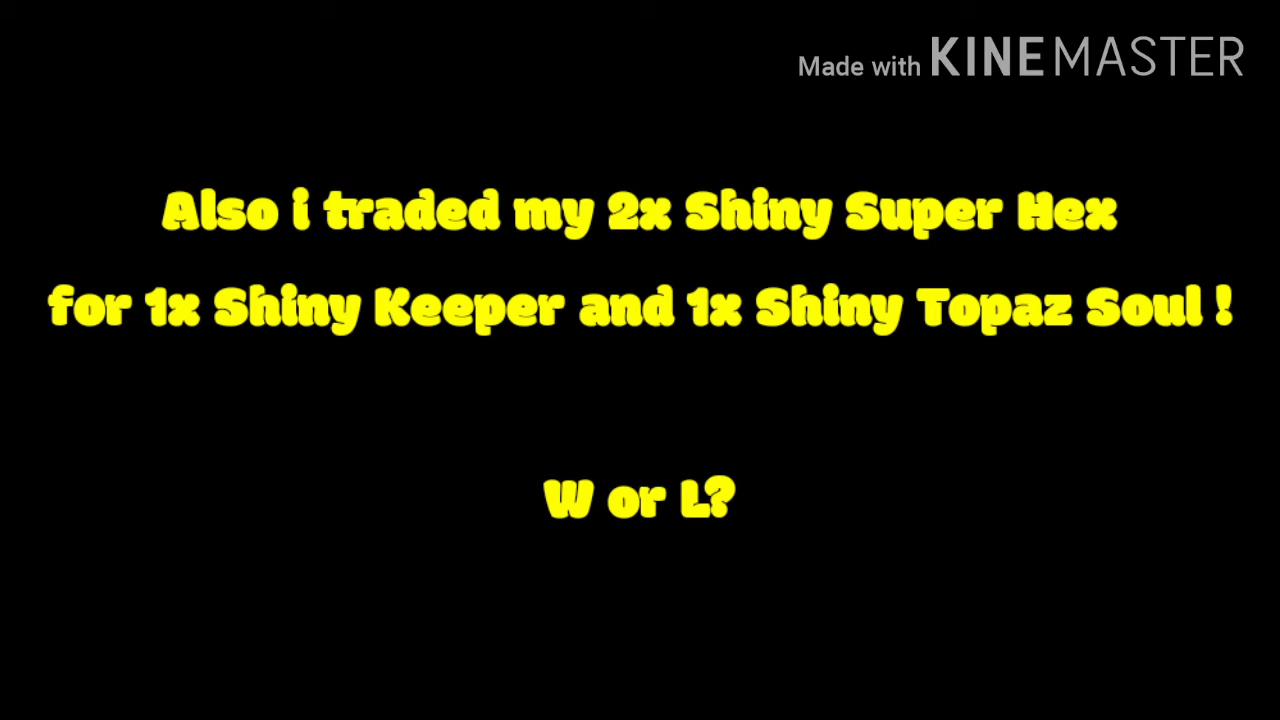 Made with KINEMASTER
Also i traded my 2x Shiny Super Hex
for 1x Shiny Keeper and 1x Shiny Topaz Soul !
W or L?